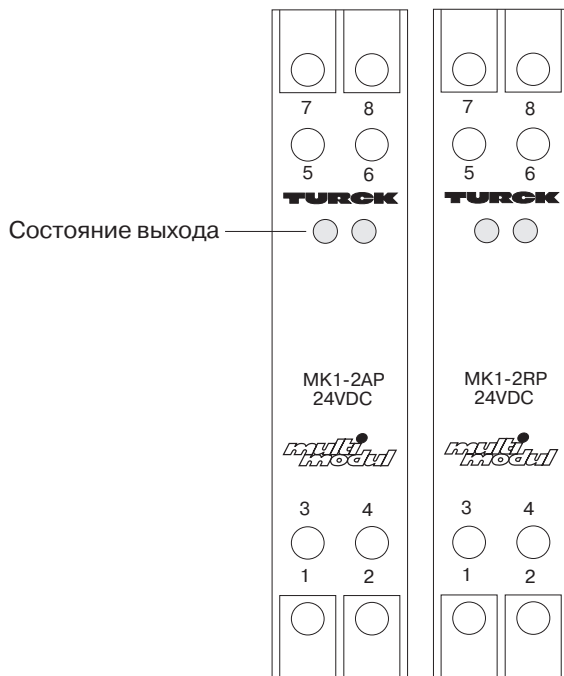 7 8 7 8
5 6 5 6
TURCK TURCK
Состояние выхода
MK1-2AP
24VDC
MK1-2RP
24VDC
multi
modul
multi
modul
3 4 3 4
1 2 1 2